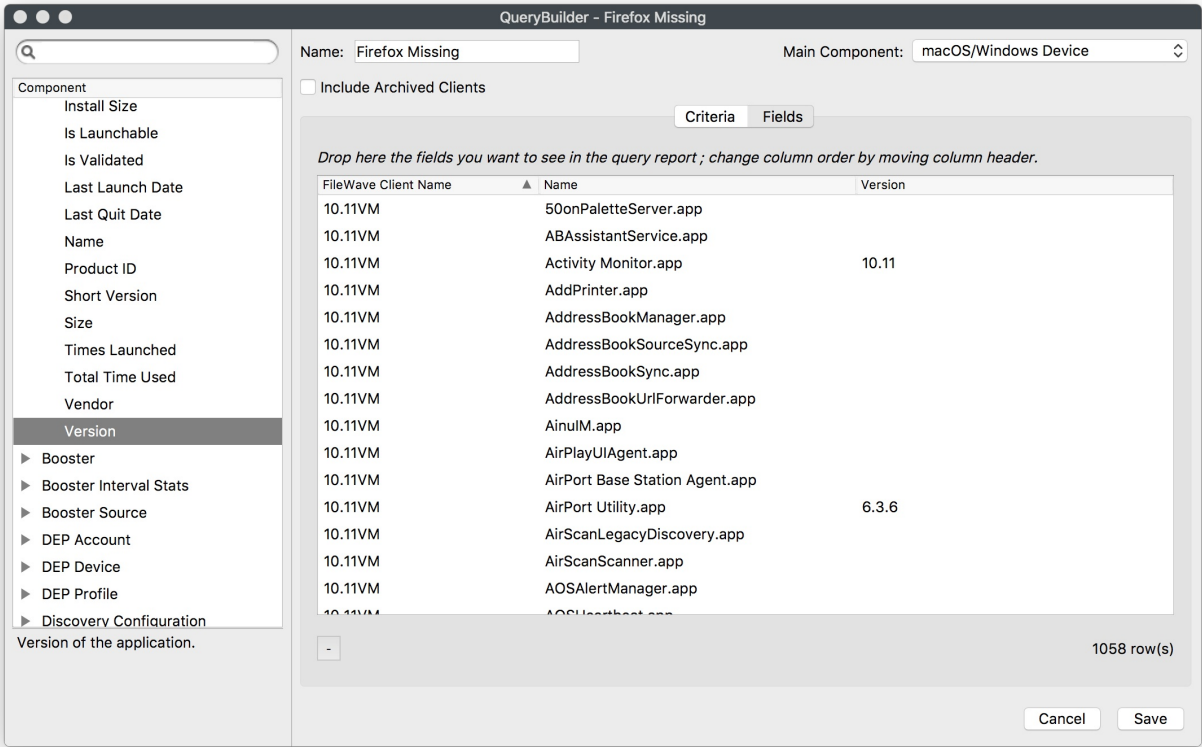 QueryBuilder - Firefox Missing
Name: Firefox Missing
Main Component: macOS/Windows Device
Include Archived Clients
Component
Install Size
Is Launchable
Is Validated
Last Launch Date
Last Quit Date
Name
Product ID
Short Version
Size
Times Launched
Total Time Used
Vendor
Version
Booster
Booster Interval Stats
Booster Source
DEP Account
DEP Device
DEP Profile
Discovery Configuration
Version of the application.
Criteria Fields
Drop here the fields you want to see in the query report ; change column order by moving column header.
FileWave Client Name Name Version
10.11VM 50onPaletteServer.app
10.11VM ABAssistantService.app
10.11VM Activity Monitor.app 10.11
10.11VM AddPrinter.app
10.11VM AddressBookManager.app
10.11VM AddressBookSourceSync.app
10.11VM AddressBookSync.app
10.11VM AddressBookUrlForwarder.app
10.11VM AinuIM.app
10.11VM AirPlayUIAgent.app
10.11VM AirPort Base Station Agent.app
10.11VM AirPort Utility.app 6.3.6
10.11VM AirScanLegacyDiscovery.app
10.11VM AirScanScanner.app
10.11VM AOSAlertManager.app
10.11VM AOSHeartbeat.app
-
1058 row(s)
Cancel Save